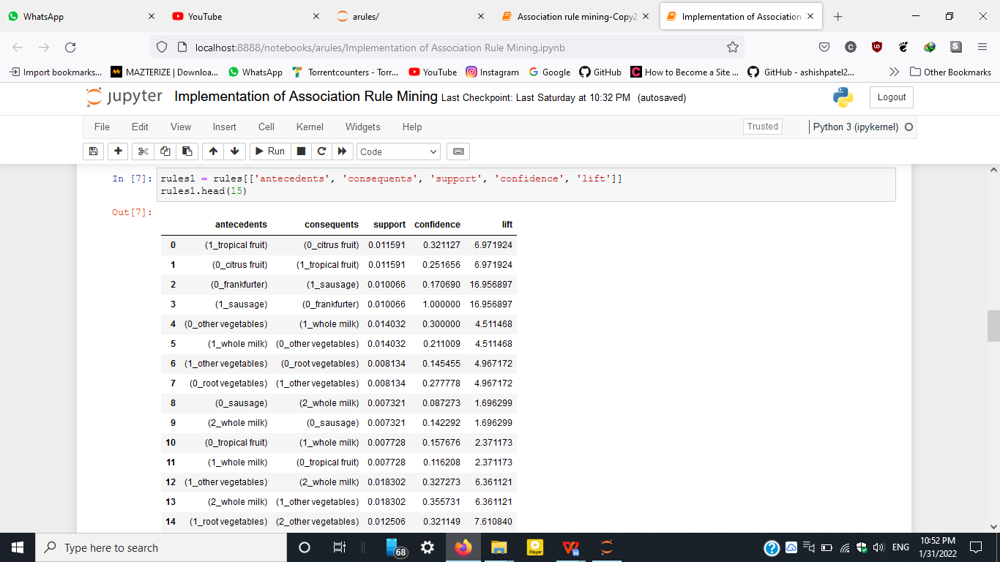 WhatsApp
YouTube
arules/
Association rule mining-Copy2
Implementation of Association
localhost:8888/notebooks/arules/Implementation of Association Rule Mining.ipynb
Import bookmarks... MAZTERIZE | Downloa... WhatsApp Torrentcounters - Torr... YouTube Instagram Google GitHub How to Become a Site ... GitHub - ashishpatel2... Other Bookmarks
jupyter Implementation of Association Rule Mining Last Checkpoint: Last Saturday at 10:32 PM (autosaved) Logout
File Edit View Insert Cell Kernel Widgets Help Trusted Python 3 (ipykernel)
Run Code
In [7]: rules1 = rules[['antecedents', 'consequents', 'support', 'confidence', 'lift']]
rules1.head(15)
Out[7]:
antecedents consequents support confidence lift
0 (1_tropical fruit) (0_citrus fruit) 0.011591 0.321127 6.971924
1 (0_citrus fruit) (1_tropical fruit) 0.011591 0.251656 6.971924
2 (0_frankfurter) (1_sausage) 0.010066 0.170690 16.956897
3 (1_sausage) (0_frankfurter) 0.010066 1.000000 16.956897
4 (0_other vegetables) (1_whole milk) 0.014032 0.300000 4.511468
5 (1_whole milk) (0_other vegetables) 0.014032 0.211009 4.511468
6 (1_other vegetables) (0_root vegetables) 0.008134 0.145455 4.967172
7 (0_root vegetables) (1_other vegetables) 0.008134 0.277778 4.967172
8 (0_sausage) (2_whole milk) 0.007321 0.087273 1.696299
9 (2_whole milk) (0_sausage) 0.007321 0.142292 1.696299
10 (0_tropical fruit) (1_whole milk) 0.007728 0.157676 2.371173
11 (1_whole milk) (0_tropical fruit) 0.007728 0.116208 2.371173
12 (1_other vegetables) (2_whole milk) 0.018302 0.327273 6.361121
13 (2_whole milk) (1_other vegetables) 0.018302 0.355731 6.361121
14 (1_root vegetables) (2_other vegetables) 0.012506 0.321149 7.610840
Type here to search
68
Player
ENG
10:52 PM
1/31/2022